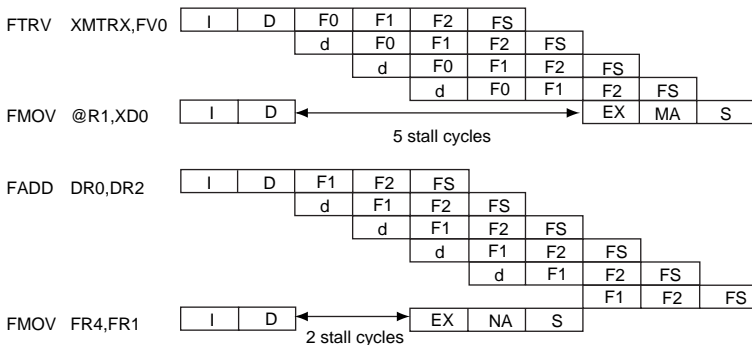 FTRV XMTRX,FV0 I D F0 F1 F2 FS
d F0 F1 F2 FS
d F0 F1 F2 FS
d F0 F1 F2 FS
FMOV @R1,XD0 I D EX MA S
5 stall cycles
FADD DR0,DR2 I D F1 F2 FS
d F1 F2 FS
d F1 F2 FS
d F1 F2 FS
d F1 F2 FS
F1 F2 FS
FMOV FR4,FR1 I D EX NA S
2 stall cycles